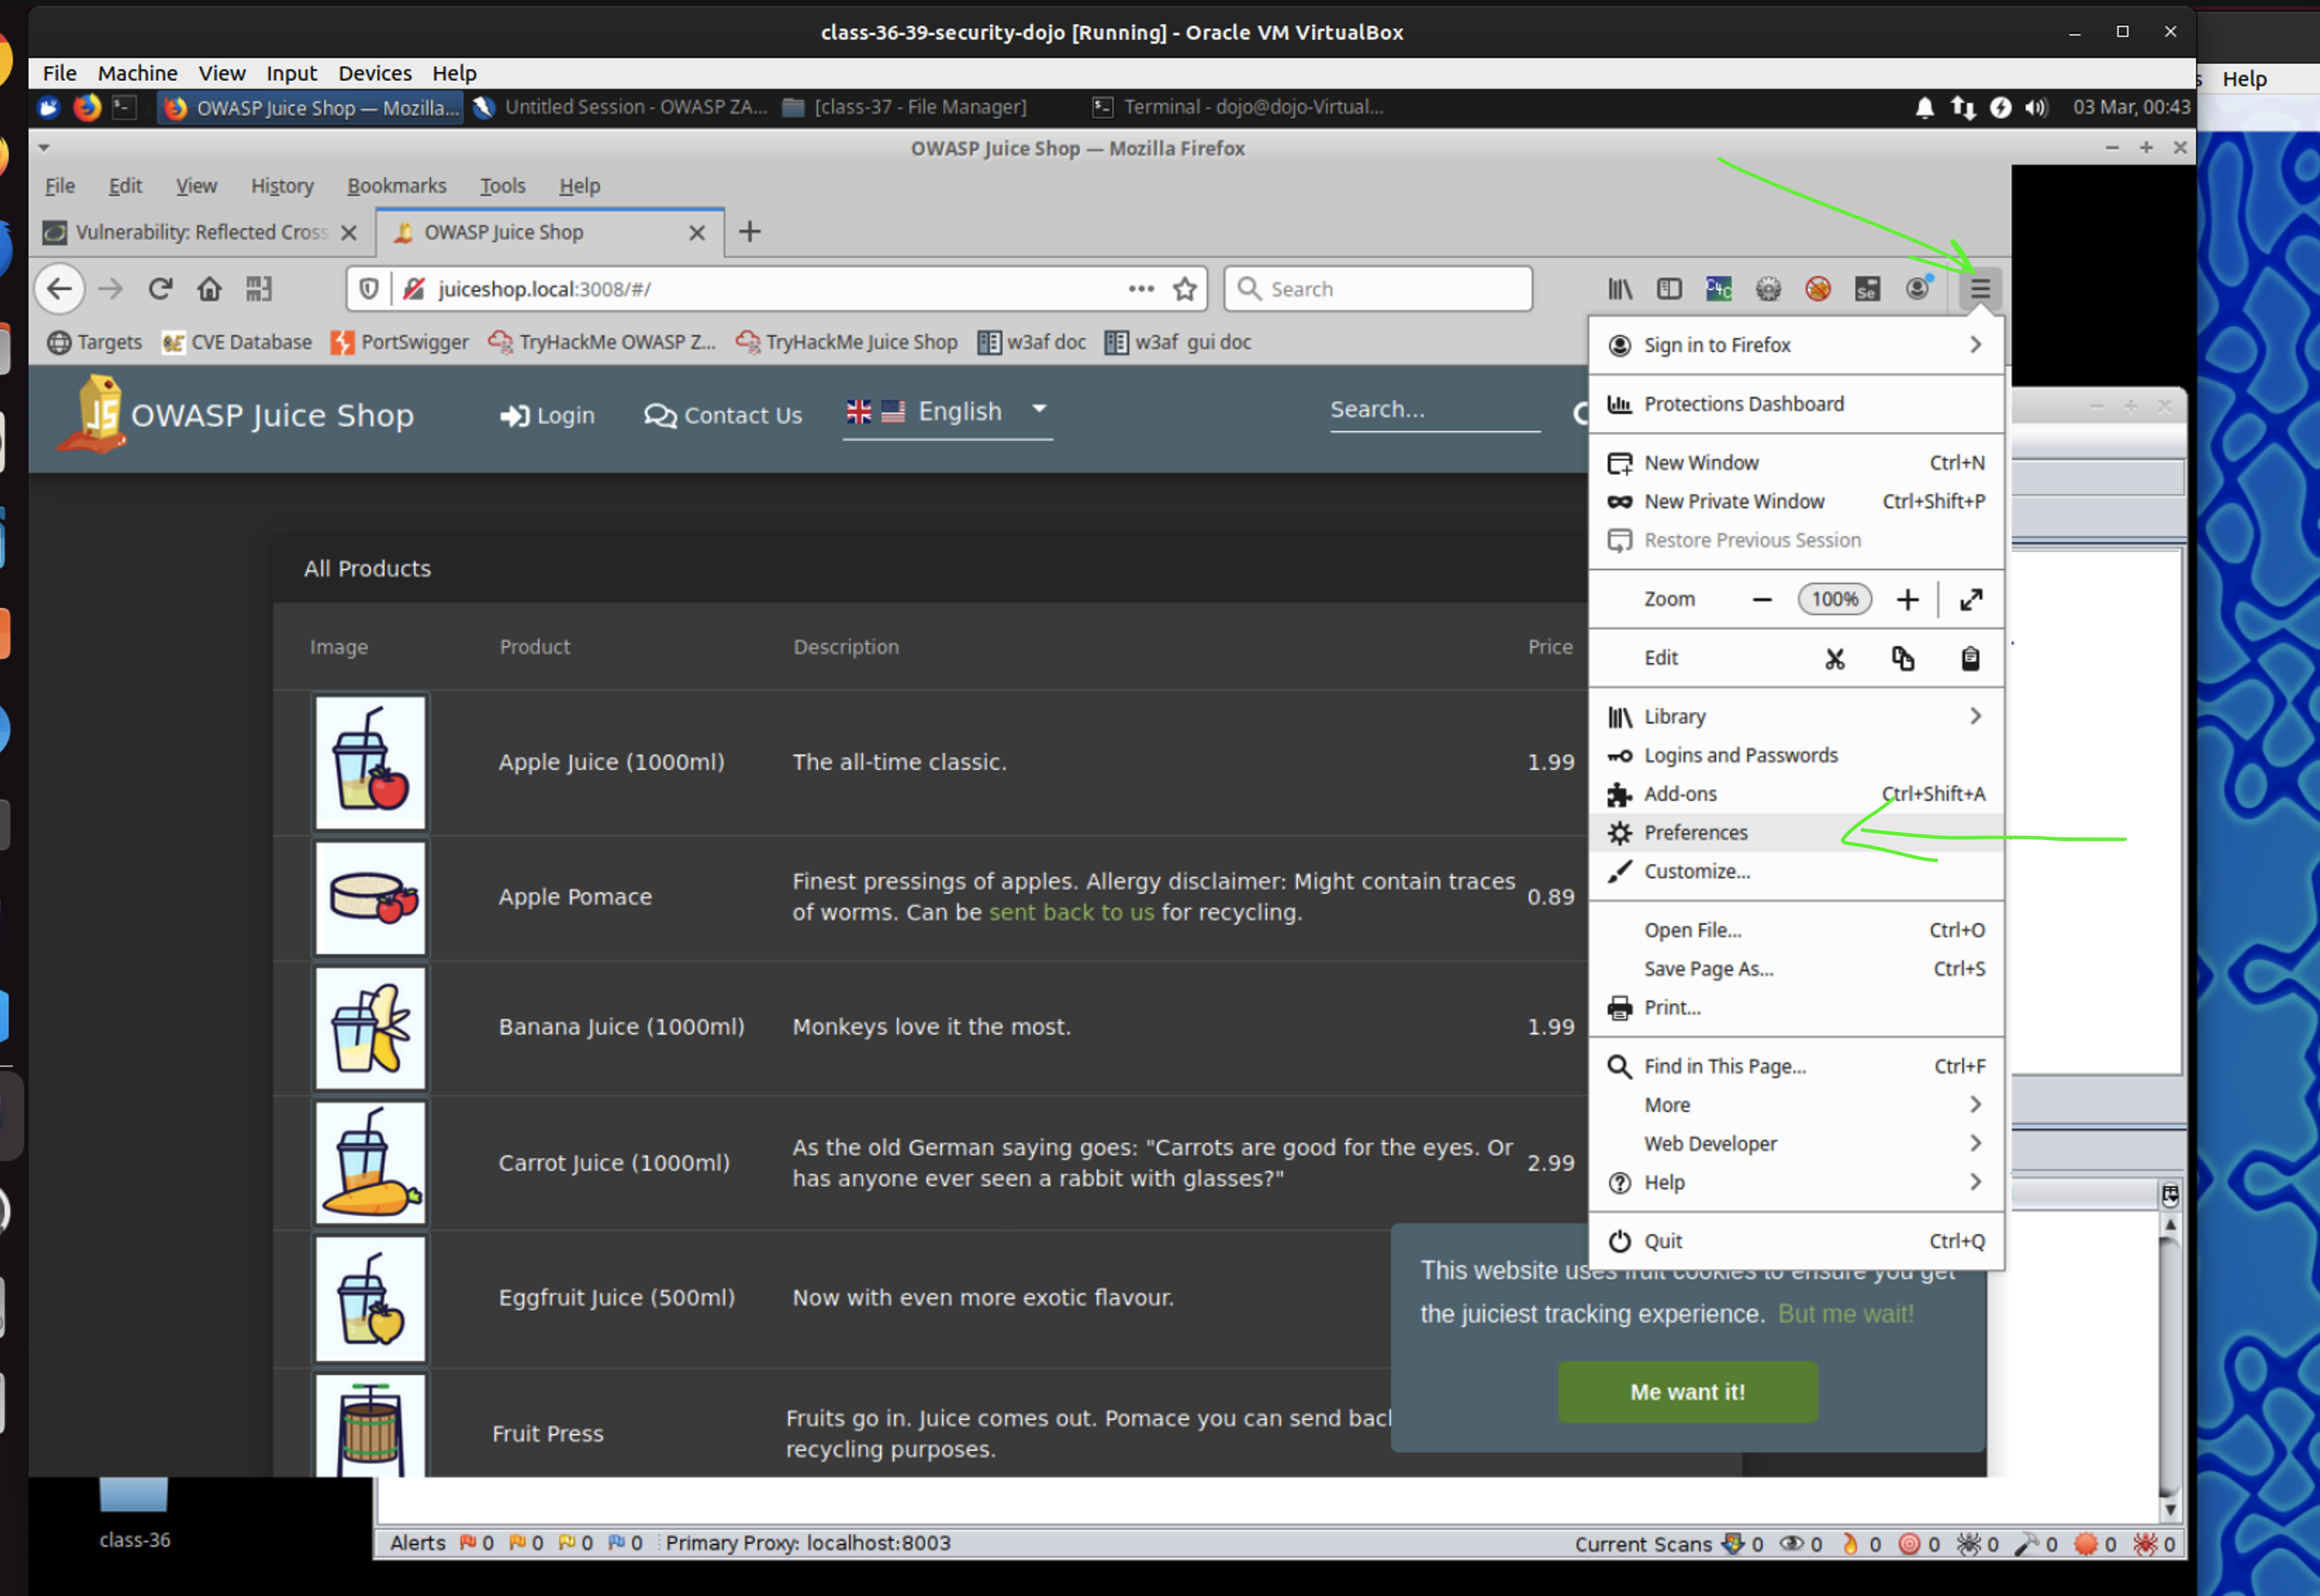 class-36-39-security-dojo [Running] - Oracle VM VirtualBox
File Machine View Input Devices Help
Help
OWASP Juice Shop — Mozilla...
Untitled Session - OWASP ZA...
[class-37 - File Manager]
Terminal - dojo@dojo-Virtual...
03 Mar, 00:43
OWASP Juice Shop — Mozilla Firefox
File Edit View History Bookmarks Tools Help
Vulnerability: Reflected Cross
OWASP Juice Shop
juiceshop.local:3008/#/
Search
Targets
CVE Database
PortSwigger
TryHackMe OWASP Z...
TryHackMe Juice Shop
w3af doc
w3af gui doc
JS
OWASP Juice Shop
Login
Contact Us
English
Search...
All Products
Image Product Description Price
Apple Juice (1000ml) The all-time classic. 1.99
Apple Pomace
Finest pressings of apples. Allergy disclaimer: Might contain traces
of worms. Can be sent back to us for recycling.
0.89
Banana Juice (1000ml) Monkeys love it the most. 1.99
Carrot Juice (1000ml)
As the old German saying goes: "Carrots are good for the eyes. Or
has anyone ever seen a rabbit with glasses?"
2.99
Eggfruit Juice (500ml) Now with even more exotic flavour.
Fruit Press
Fruits go in. Juice comes out. Pomace you can send back
recycling purposes.
Sign in to Firefox
Protections Dashboard
New Window Ctrl+N
New Private Window Ctrl+Shift+P
Restore Previous Session
Zoom 100%
Edit
Library
Logins and Passwords
Add-ons Ctrl+Shift+A
Preferences
Customize...
Open File... Ctrl+O
Save Page As... Ctrl+S
Print...
Find in This Page... Ctrl+F
More
Web Developer
Help
Quit Ctrl+Q
This website uses fruit cookies to ensure you get
the juiciest tracking experience. But me wait!
Me want it!
class-36
Alerts 0 0 0 0 Primary Proxy: localhost:8003
Current Scans 0 0 0 0 0 0 0 0